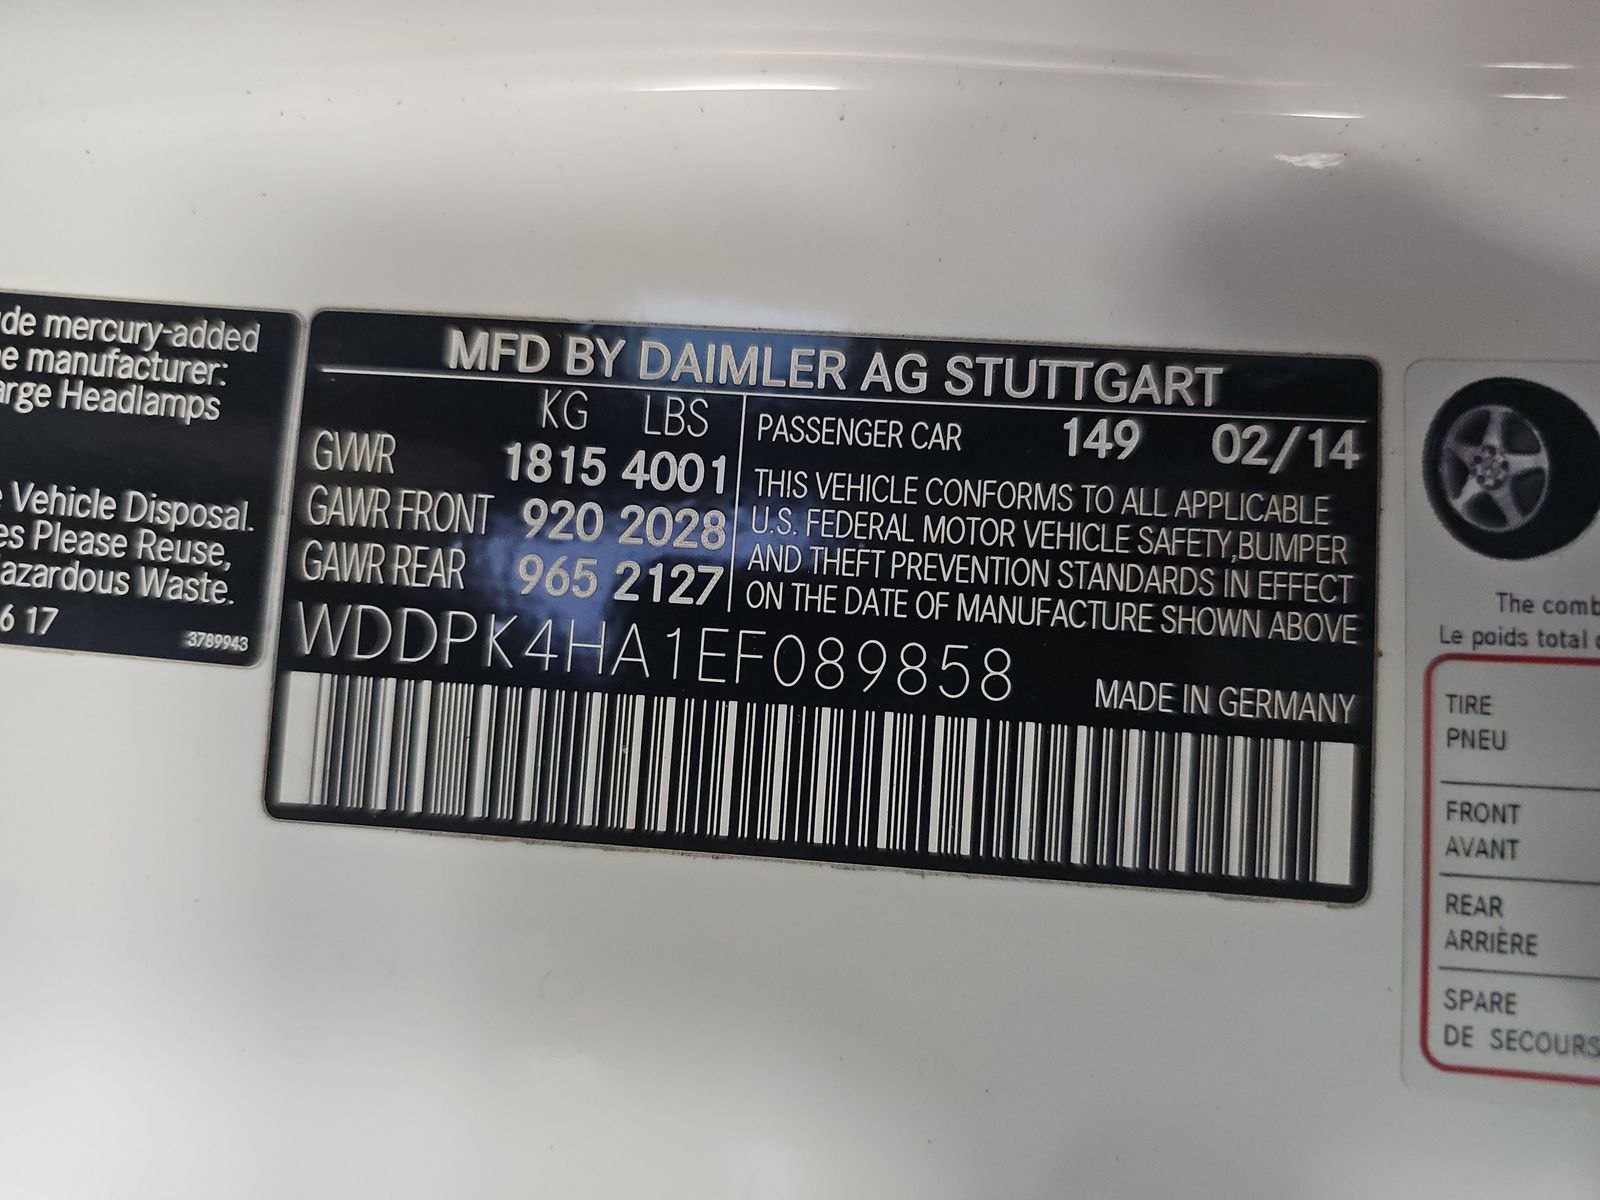 de mercury-added
e manufacturer:
arge Headlamps
Vehicle Disposal.
es Please Reuse,
azardous Waste.
6 17
3789943
MFD BY DAIMLER AG STUTTGART
KG LBS
GVWR 1815 4001
GAWR FRONT 920 2028
GAWR REAR 965 2127
PASSENGER CAR 149 02/14
THIS VEHICLE CONFORMS TO ALL APPLICABLE
U.S. FEDERAL MOTOR VEHICLE SAFETY,BUMPER
AND THEFT PREVENTION STANDARDS IN EFFECT
ON THE DATE OF MANUFACTURE SHOWN ABOVE
WDDPK4HA1EF089858
MADE IN GERMANY
The comb
Le poids total
TIRE
PNEU
FRONT
AVANT
REAR
ARRIÈRE
SPARE
DE SECOURS